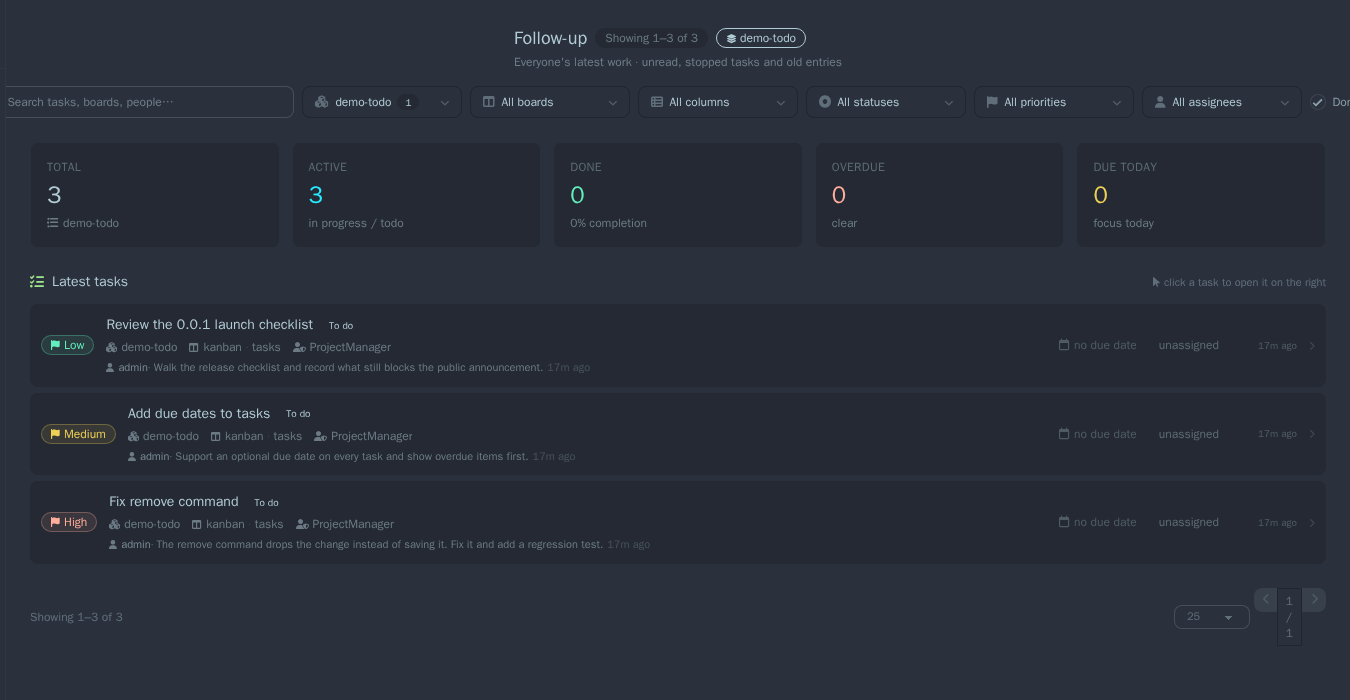 Follow-up Showing 1–3 of 3 demo-todo
Everyone's latest work · unread, stopped tasks and old entries
Search tasks, boards, people… demo-todo 1 All boards All columns All statuses All priorities All assignees
TOTAL
3
demo-todo
ACTIVE
3
in progress / todo
DONE
0
0% completion
OVERDUE
0
clear
DUE TODAY
0
focus today
Latest tasks click a task to open it on the right
Review the 0.0.1 launch checklist To do
Low
demo-todo kanban · tasks ProjectManager
admin · Walk the release checklist and record what still blocks the public announcement. 17m ago
no due date unassigned 17m ago
Add due dates to tasks To do
Medium
demo-todo kanban · tasks ProjectManager
admin · Support an optional due date on every task and show overdue items first. 17m ago
no due date unassigned 17m ago
Fix remove command To do
High
demo-todo kanban · tasks ProjectManager
admin · The remove command drops the change instead of saving it. Fix it and add a regression test. 17m ago
no due date unassigned 17m ago
Showing 1–3 of 3
25
1
/
1